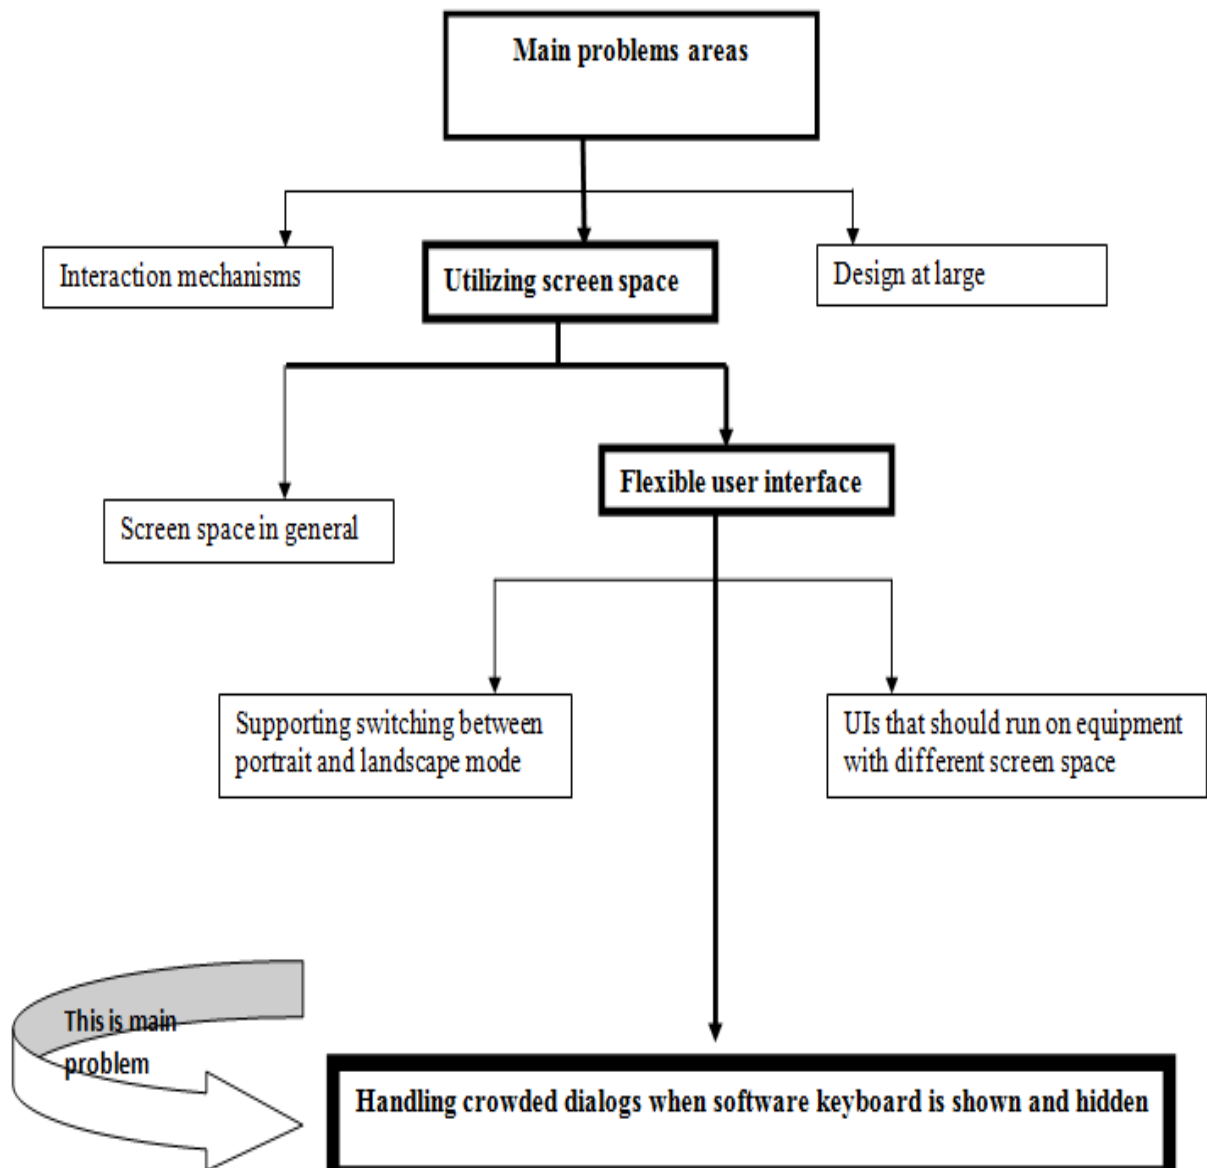 Main problems areas
Interaction mechanisms
Utilizing screen space
Design at large
Flexible user interface
Screen space in general
Supporting switching between
portrait and landscape mode
UIs that should run on equipment
with different screen space
This is main
problem
Handling crowded dialogs when software keyboard is shown and hidden